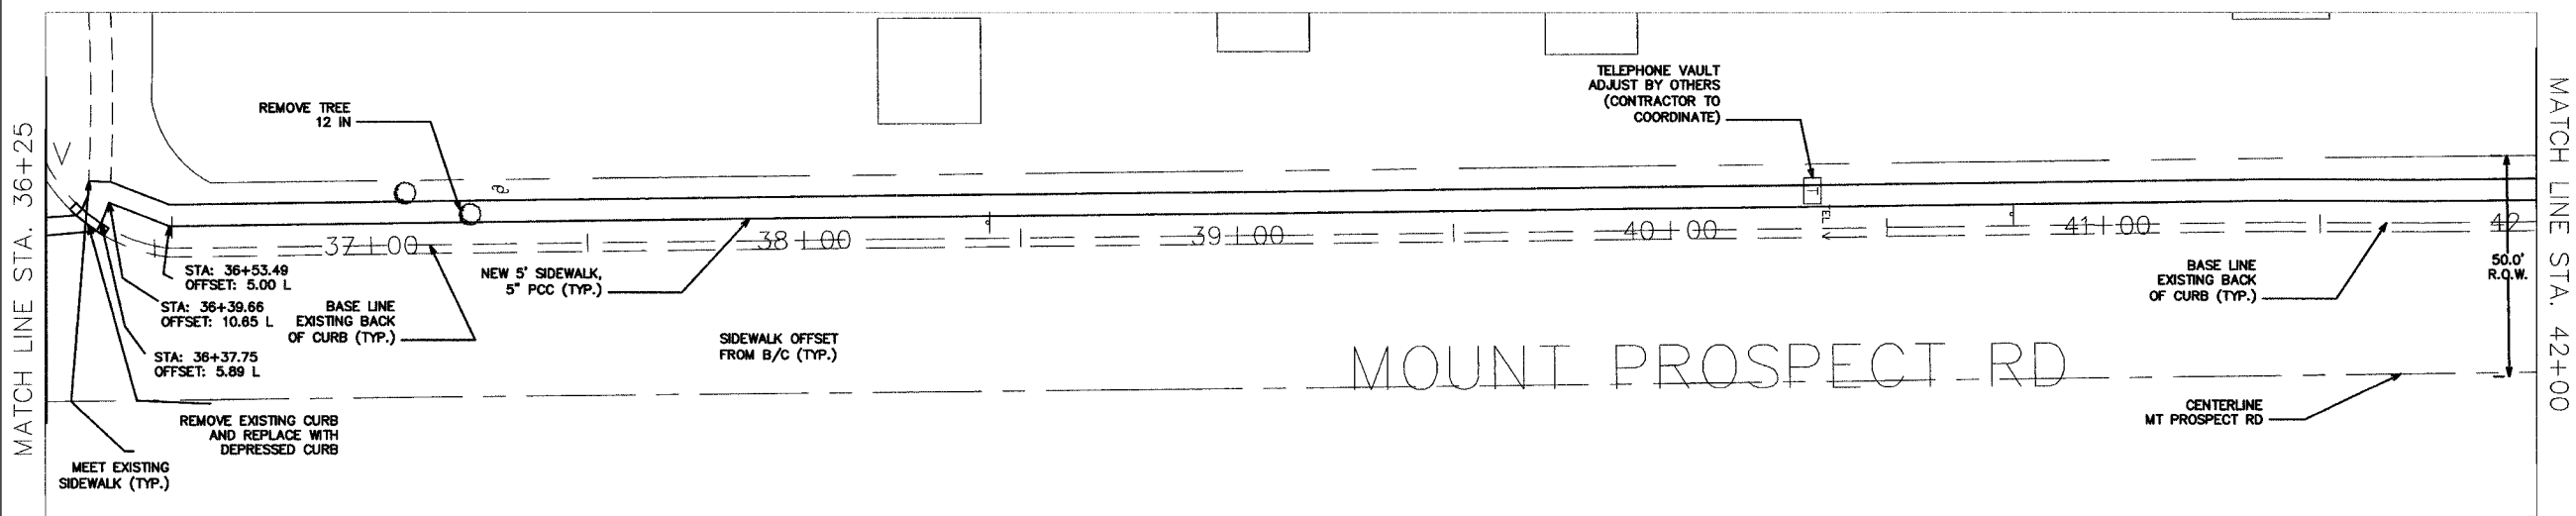 MATCH LINE STA. 36+25
REMOVE TREE
12 IN
TELEPHONE VAULT
ADJUST BY OTHERS
(CONTRACTOR TO
COORDINATE)
T
TEL
37+00
38+00
39+00
40+00
41+00
42
STA: 36+53.49
OFFSET: 5.00 L
STA: 36+39.66
OFFSET: 10.65 L
STA: 36+37.75
OFFSET: 5.89 L
BASE LINE
EXISTING BACK
OF CURB (TYP.)
NEW 5' SIDEWALK,
5" PCC (TYP.)
SIDEWALK OFFSET
FROM B/C (TYP.)
REMOVE EXISTING CURB
AND REPLACE WITH
DEPRESSED CURB
MEET EXISTING
SIDEWALK (TYP.)
MOUNT PROSPECT RD
BASE LINE
EXISTING BACK
OF CURB (TYP.)
50.0'
R.O.W.
CENTERLINE
MT PROSPECT RD
MATCH LINE STA. 42+00